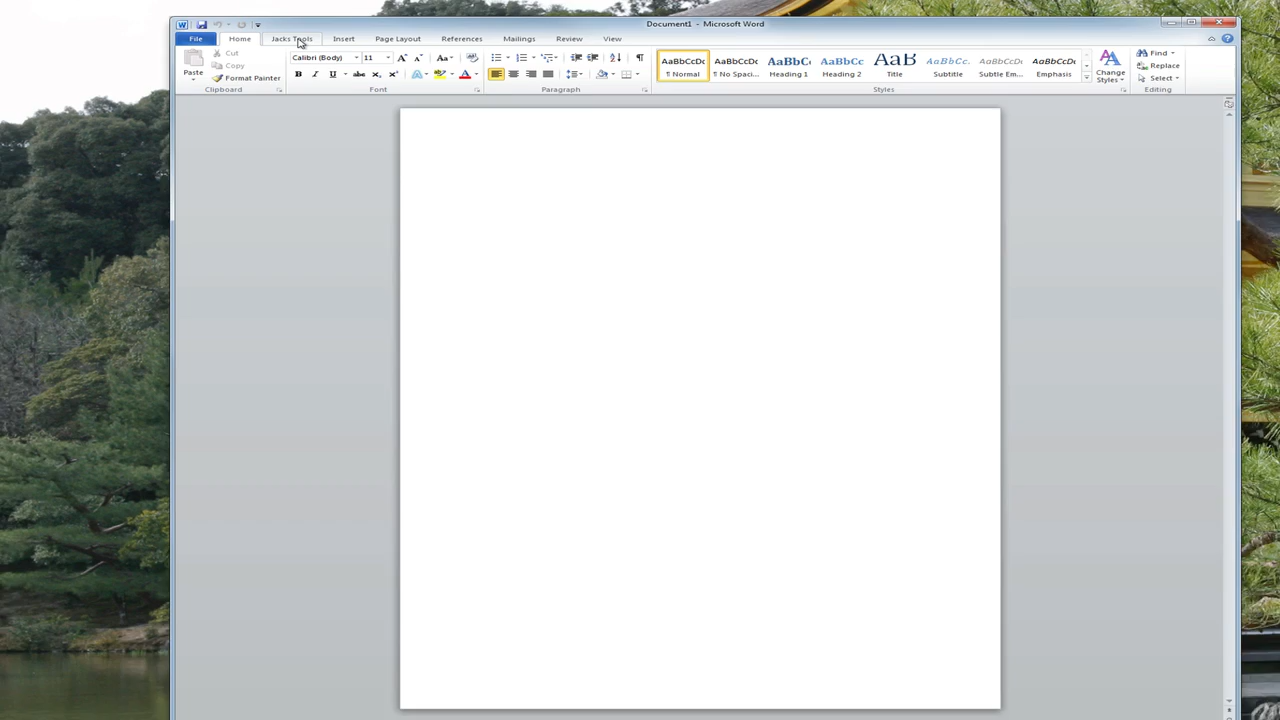 Document1 - Microsoft Word
File Home Jacks Tools Insert Page Layout References Mailings Review View
Paste
Cut
Copy
Format Painter
Clipboard
Calibri (Body) 11
Font
Paragraph
AaBbCcDc AaBbCcDc AaBbC AaBbCc AaB AaBbCc. AaBbCcDc AaBbCcDc
¶ Normal ¶ No Spaci... Heading 1 Heading 2 Title Subtitle Subtle Em... Emphasis
Change Styles
Styles
Find
Replace
Select
Editing